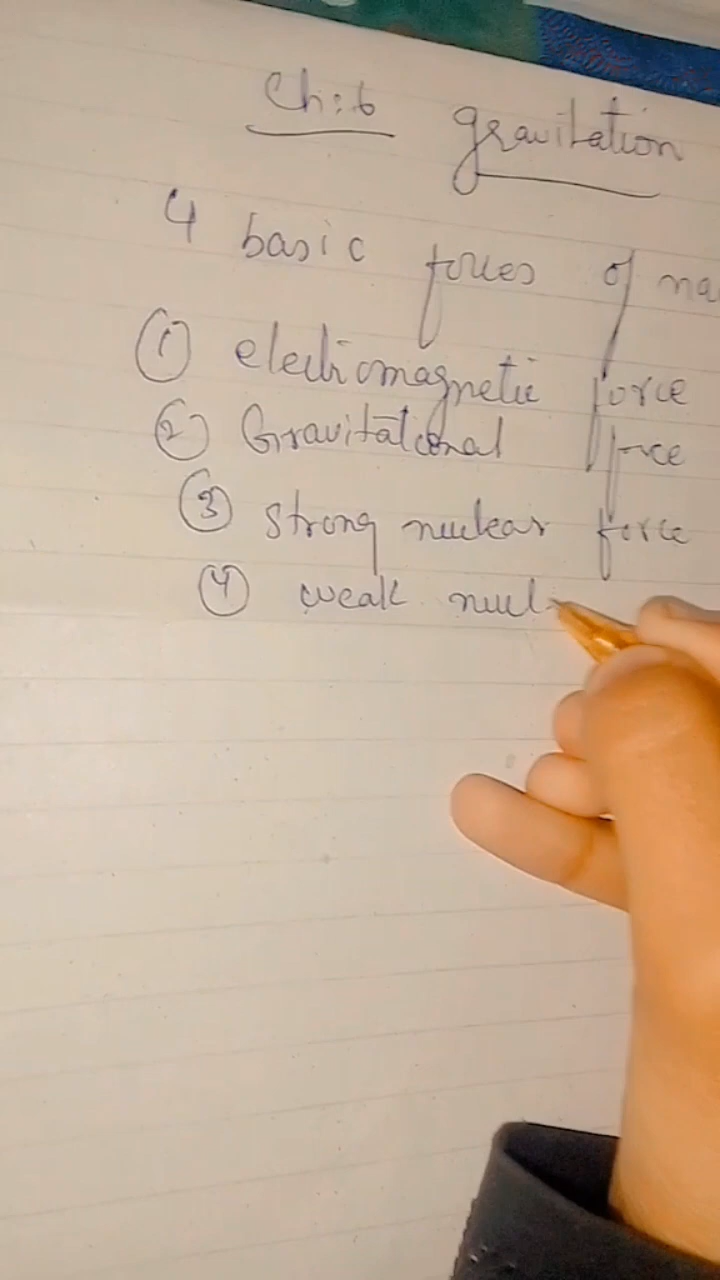 Ch:6 gravitation
4 basic forces of na
① electromagnetic force
② Gravitational force
③ strong nuclear force
④ weak nucl